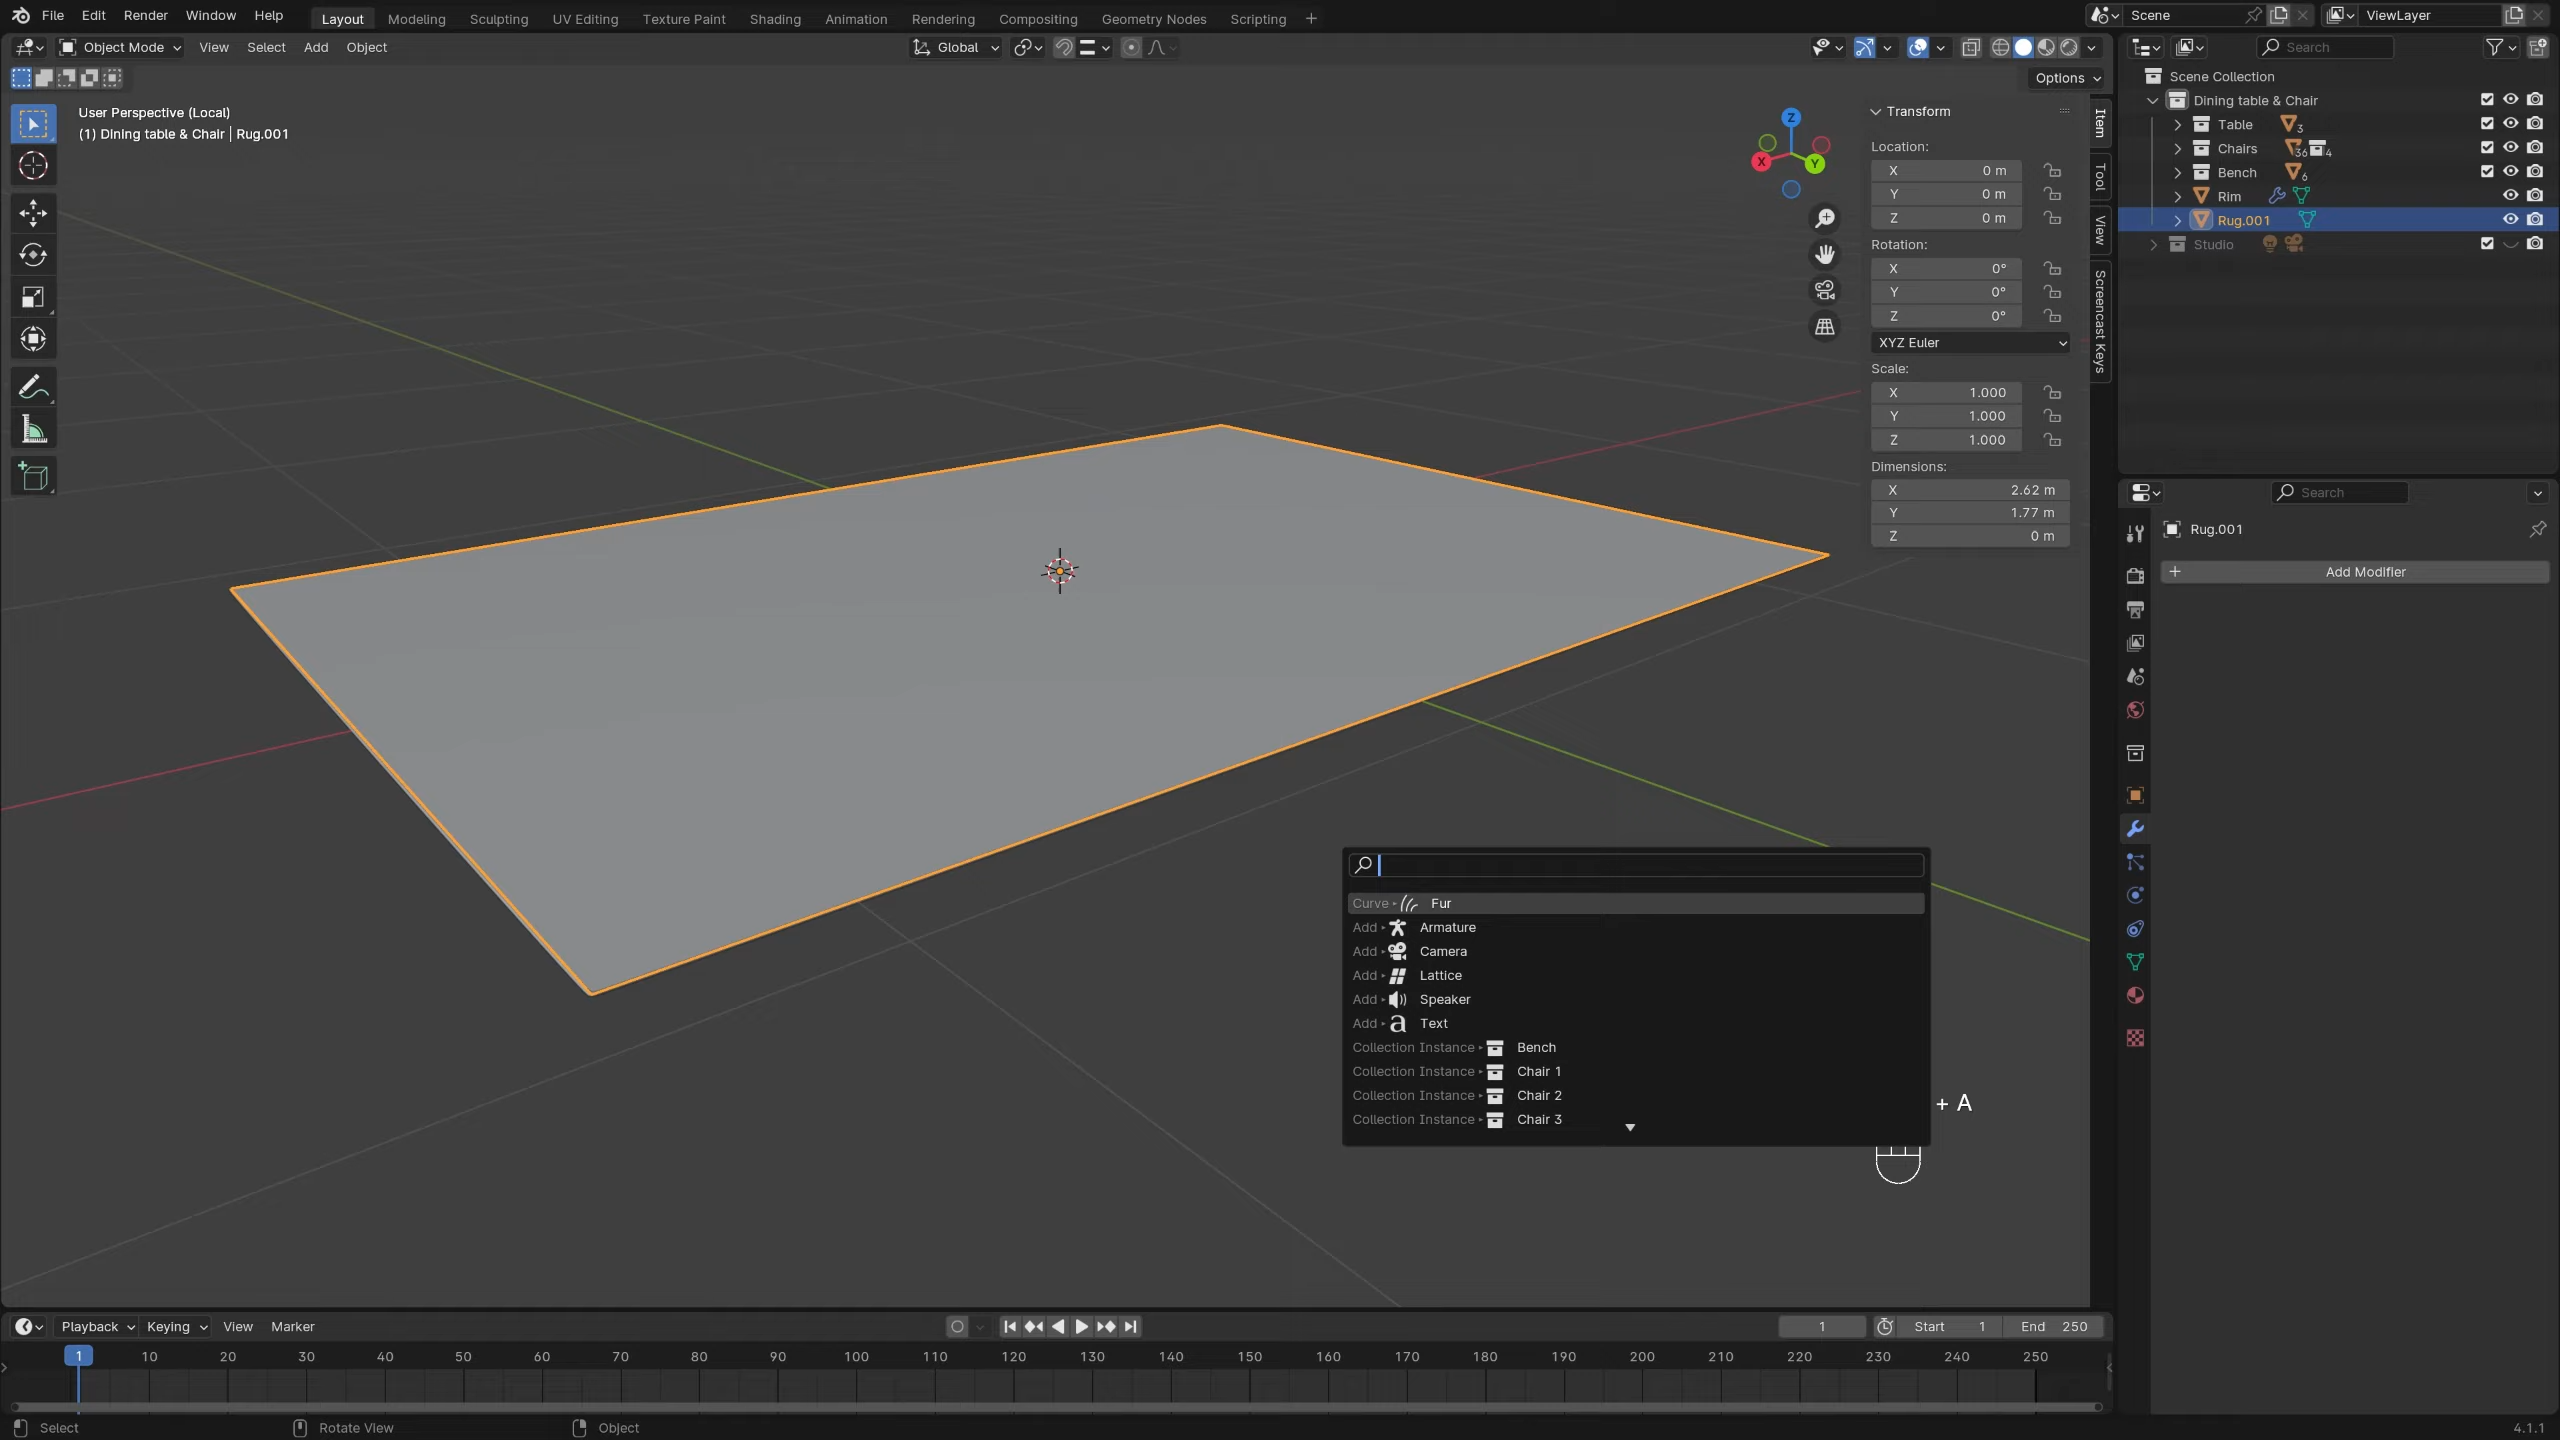 File Edit Render Window Help Layout Modeling Sculpting UV Editing Texture Paint Shading Animation Rendering Compositing Geometry Nodes Scripting + Scene ViewLayer
Object Mode View Select Add Object Global Search
Options
User Perspective (Local)
(1) Dining table & Chair | Rug.001
Z
X
Y
Transform
Location:
X 0 m
Y 0 m
Z 0 m
Rotation:
X 0°
Y 0°
Z 0°
XYZ Euler
Scale:
X 1.000
Y 1.000
Z 1.000
Dimensions:
X 2.62 m
Y 1.77 m
Z 0 m
Item
Tool
View
Screencast Keys
Scene Collection
Dining table & Chair
Table 3
Chairs 36 4
Bench 6
Rim
Rug.001
Studio
Search
Rug.001
+ Add Modifier
Curve Fur
Add Armature
Add Camera
Add Lattice
Add Speaker
Add a Text
Collection Instance Bench
Collection Instance Chair 1
Collection Instance Chair 2
Collection Instance Chair 3
+ A
Playback Keying View Marker 1 Start 1 End 250
1 10 20 30 40 50 60 70 80 90 100 110 120 130 140 150 160 170 180 190 200 210 220 230 240 250
Select Rotate View Object 4.1.1